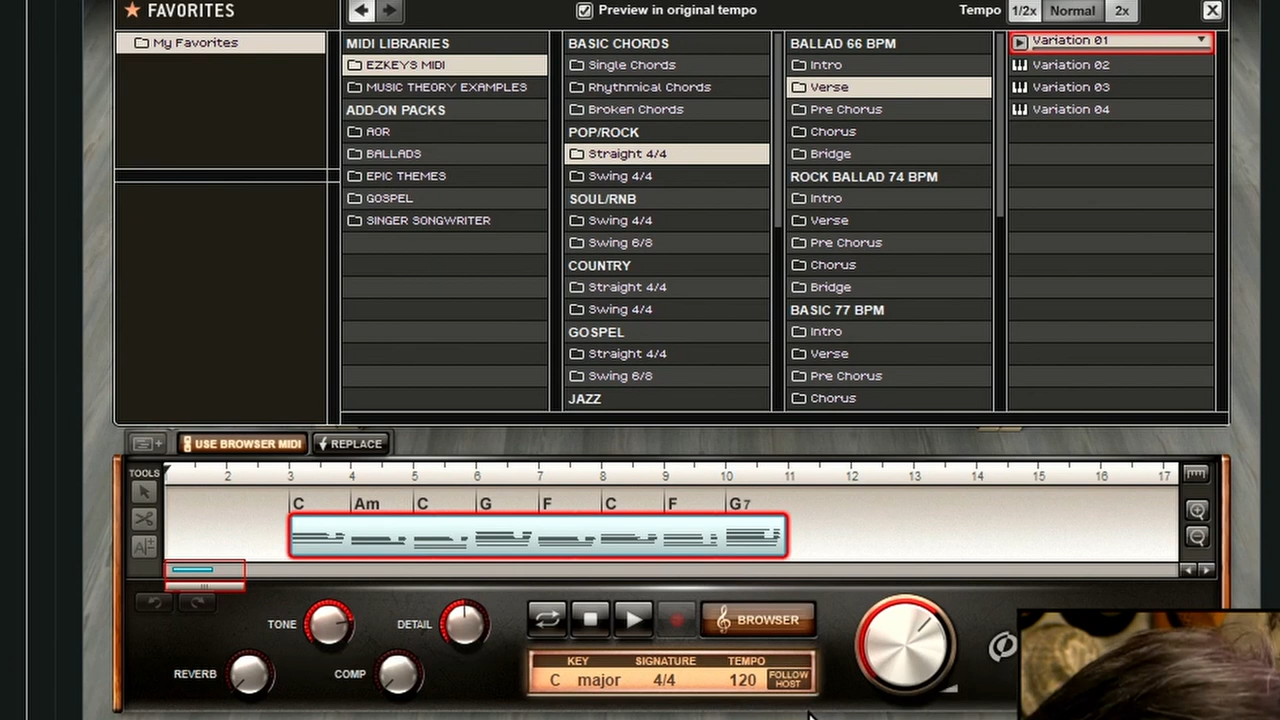 FAVORITES
Preview in original tempo
Tempo 1/2x Normal 2x
My Favorites
MIDI LIBRARIES
EZKEYS MIDI
MUSIC THEORY EXAMPLES
ADD-ON PACKS
AOR
BALLADS
EPIC THEMES
GOSPEL
SINGER SONGWRITER
BASIC CHORDS
Single Chords
Rhythmical Chords
Broken Chords
POP/ROCK
Straight 4/4
Swing 4/4
SOUL/RNB
Swing 4/4
Swing 6/8
COUNTRY
Straight 4/4
Swing 4/4
GOSPEL
Straight 4/4
Swing 6/8
JAZZ
BALLAD 66 BPM
Intro
Verse
Pre Chorus
Chorus
Bridge
ROCK BALLAD 74 BPM
Intro
Verse
Pre Chorus
Chorus
Bridge
BASIC 77 BPM
Intro
Verse
Pre Chorus
Chorus
Variation 01
Variation 02
Variation 03
Variation 04
USE BROWSER MIDI REPLACE
TOOLS
2 3 4 5 6 7 8 9 10 11 12 13 14 15 16 17
C Am C G F C F G7
TONE DETAIL
BROWSER
REVERB COMP
KEY SIGNATURE TEMPO
C major 4/4 120 FOLLOW HOST